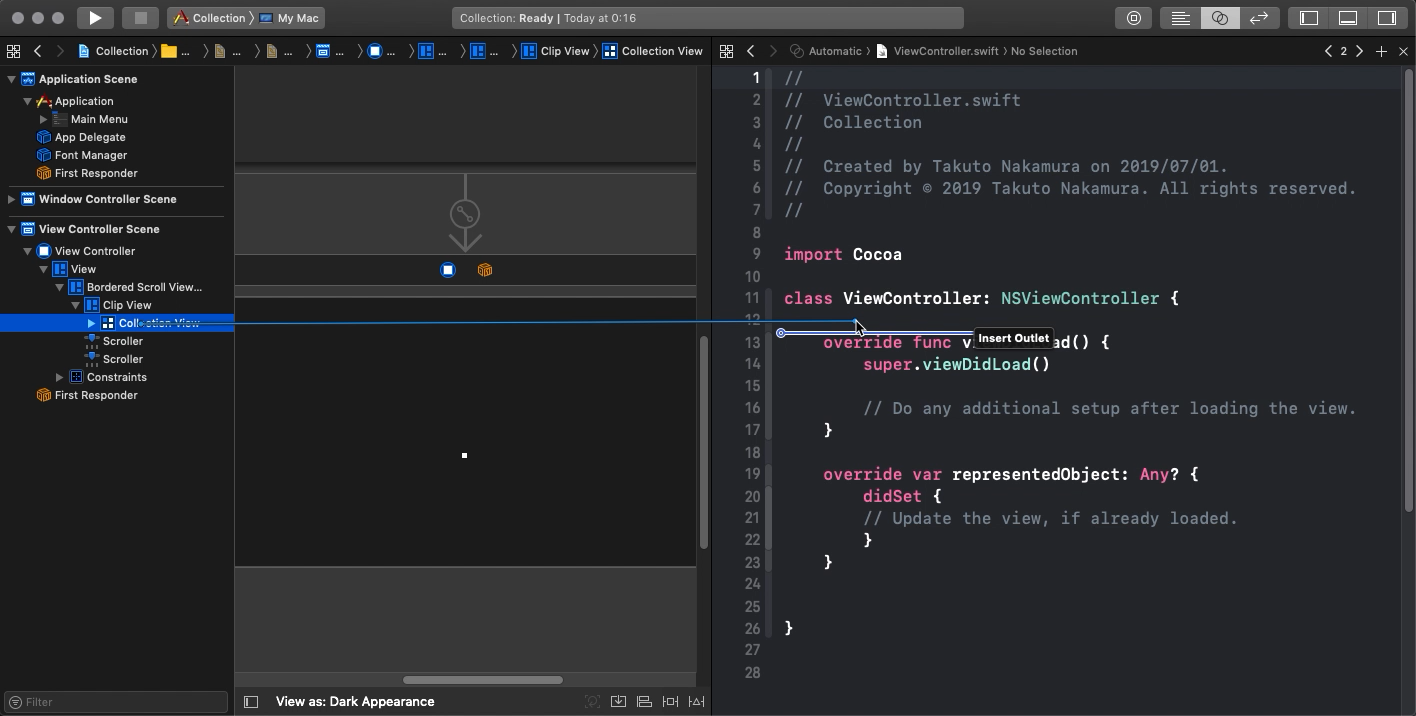 Collection 〉 My Mac
Collection: Ready | Today at 0:16
Collection 〉 ... 〉 ... 〉 ... 〉 ... 〉 ... 〉 ... 〉 ... 〉 Clip View 〉 Collection View
Automatic 〉 ViewController.swift 〉 No Selection
2
Application Scene
Application
Main Menu
App Delegate
Font Manager
First Responder
Window Controller Scene
View Controller Scene
View Controller
View
Bordered Scroll View...
Clip View
Collection View
Scroller
Scroller
Constraints
First Responder
Filter
View as: Dark Appearance
1 //
2 //  ViewController.swift
3 //  Collection
4 //
5 //  Created by Takuto Nakamura on 2019/07/01.
6 //  Copyright © 2019 Takuto Nakamura. All rights reserved.
7 //
8
9 import Cocoa
10
11 class ViewController: NSViewController {
12
Insert Outlet
13     override func v ad() {
14         super.viewDidLoad()
15
16         // Do any additional setup after loading the view.
17     }
18
19     override var representedObject: Any? {
20         didSet {
21         // Update the view, if already loaded.
22         }
23     }
24
25
26 }
27
28